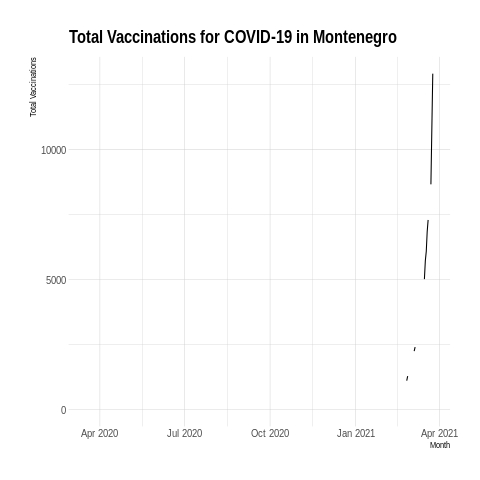 Total Vaccinations for COVID-19 in Montenegro
Total Vaccinations
10000
5000
0
Apr 2020 Jul 2020 Oct 2020 Jan 2021 Apr 2021
Month